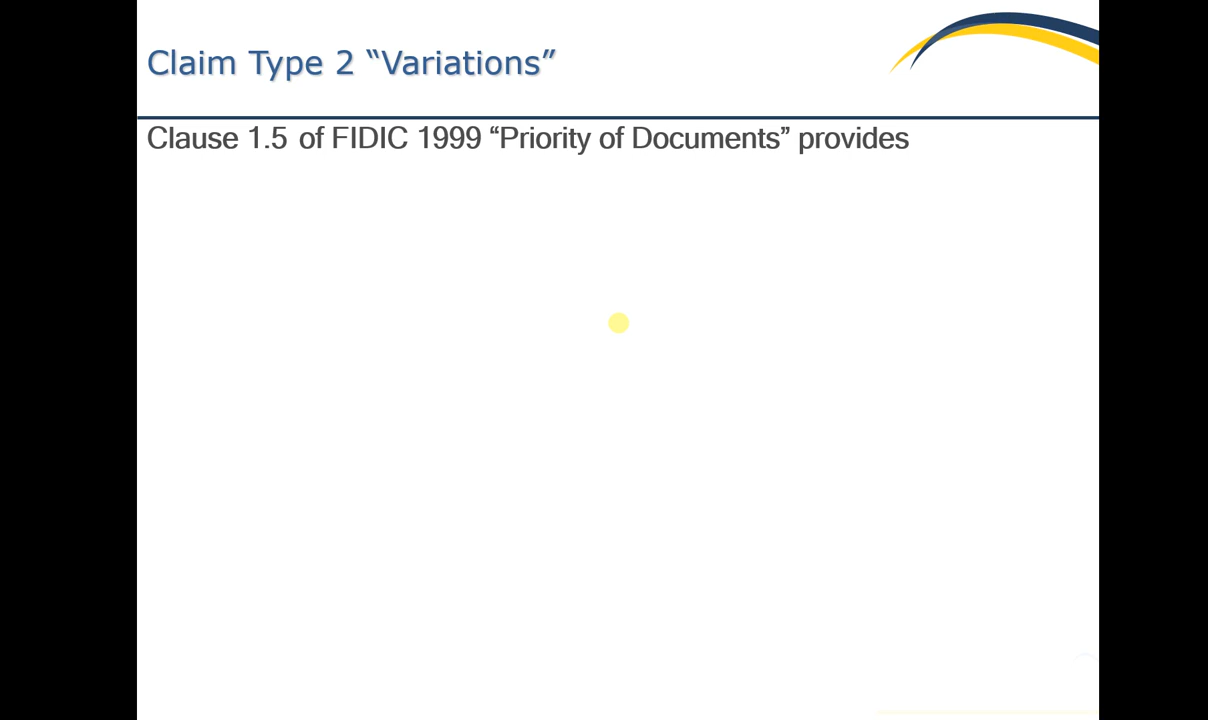 Claim Type 2 “Variations”
Clause 1.5 of FIDIC 1999 “Priority of Documents” provides